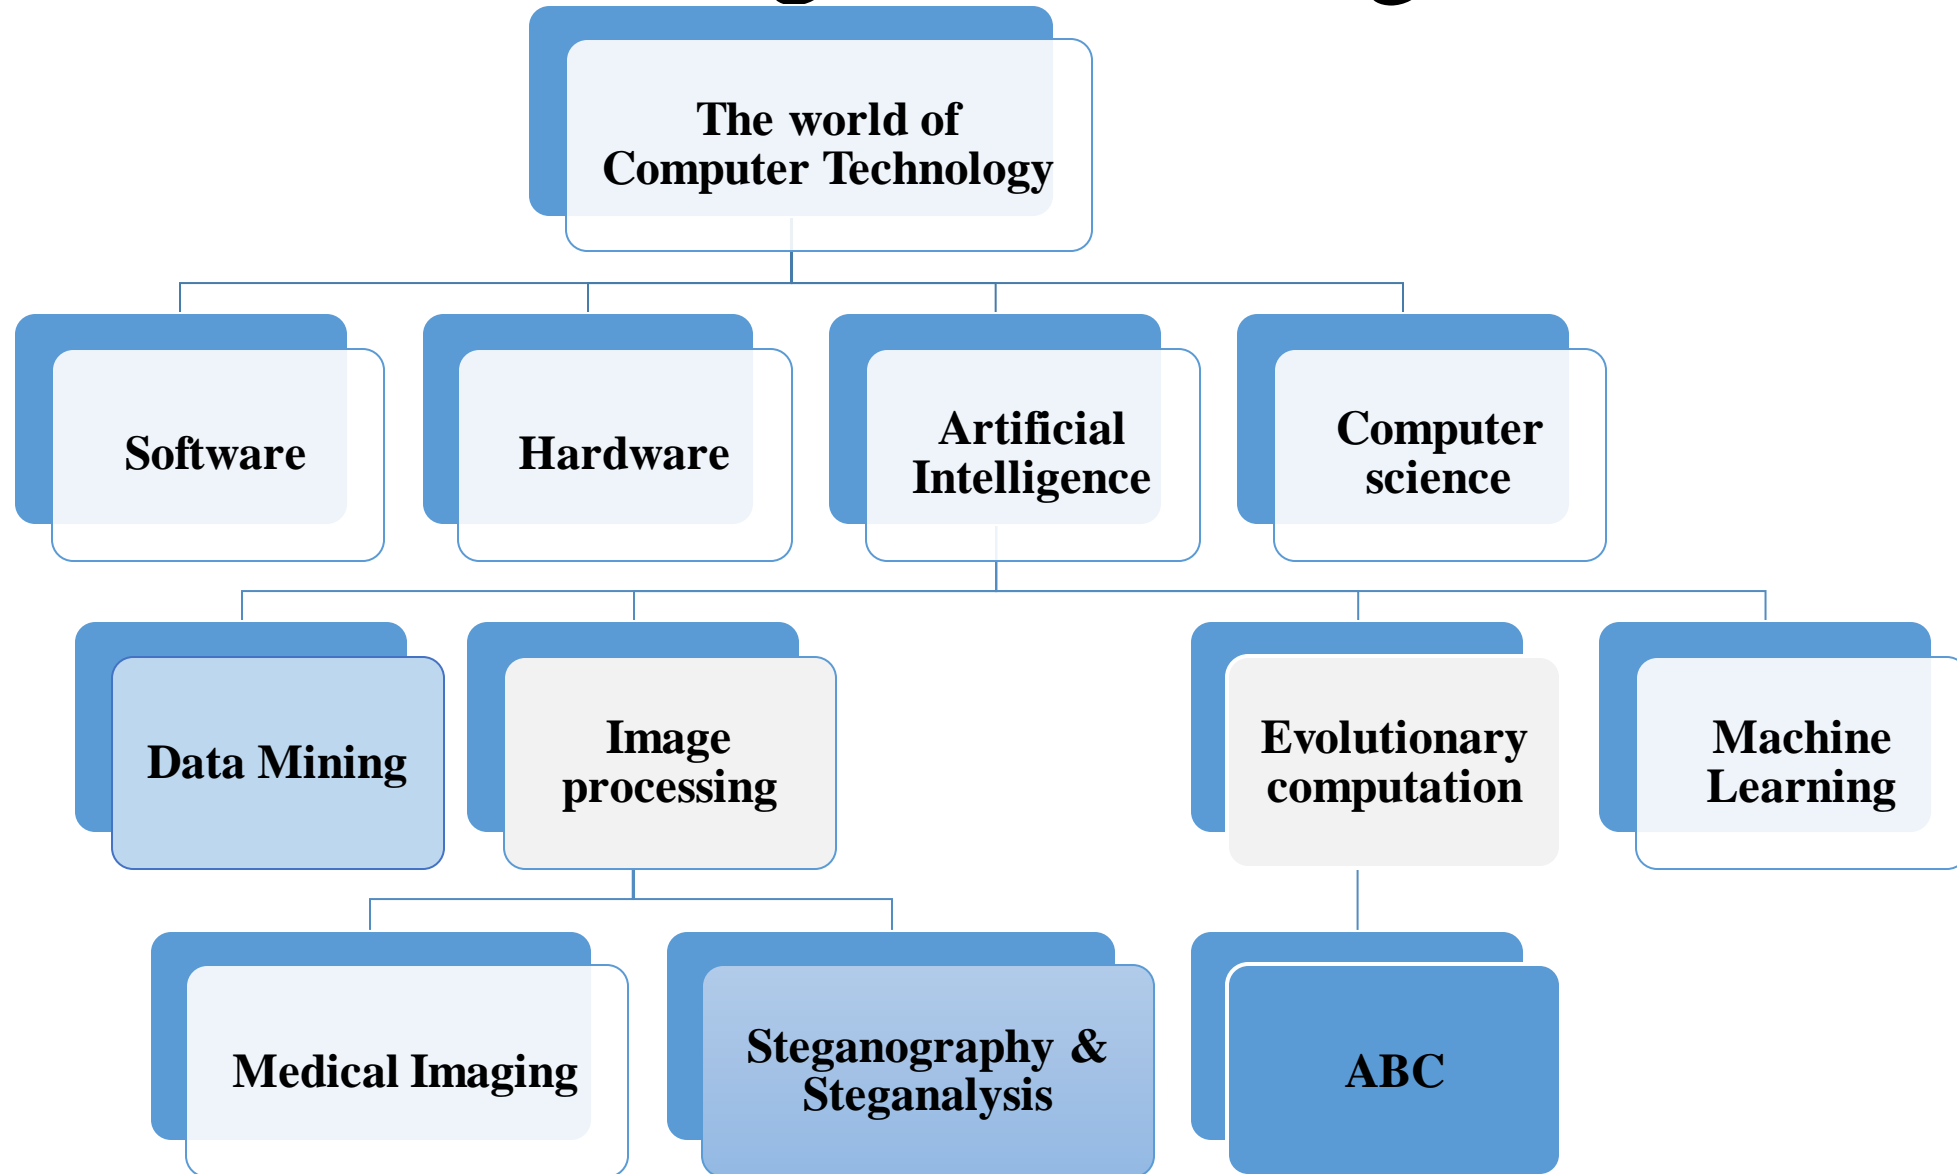 The world of
Computer Technology
Software
Hardware
Artificial
Intelligence
Computer
science
Data Mining
Image
processing
Evolutionary
computation
Machine
Learning
Medical Imaging
Steganography &
Steganalysis
ABC